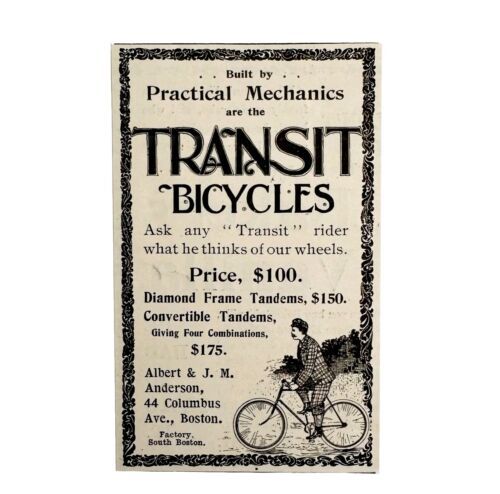 . . Built by . .
Practical Mechanics
are the
TRANSIT
BICYCLES
Ask any "Transit" rider
what he thinks of our wheels.
Price, $100.
Diamond Frame Tandems, $150.
Convertible Tandems,
Giving Four Combinations,
$175.
Albert & J. M.
Anderson,
44 Columbus
Ave., Boston.
Factory,
South Boston.